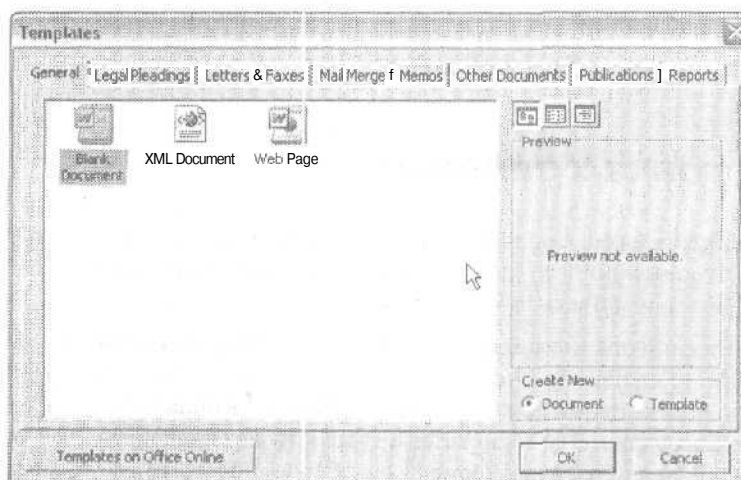 Templates
General Legal Pleadings Letters & Faxes Mail Merge f Memos Other Documents Publications ] Reports
Blank Document
XML Document
Web Page
Preview
Preview not available.
Create New
Document Template
Templates on Office Online OK Cancel